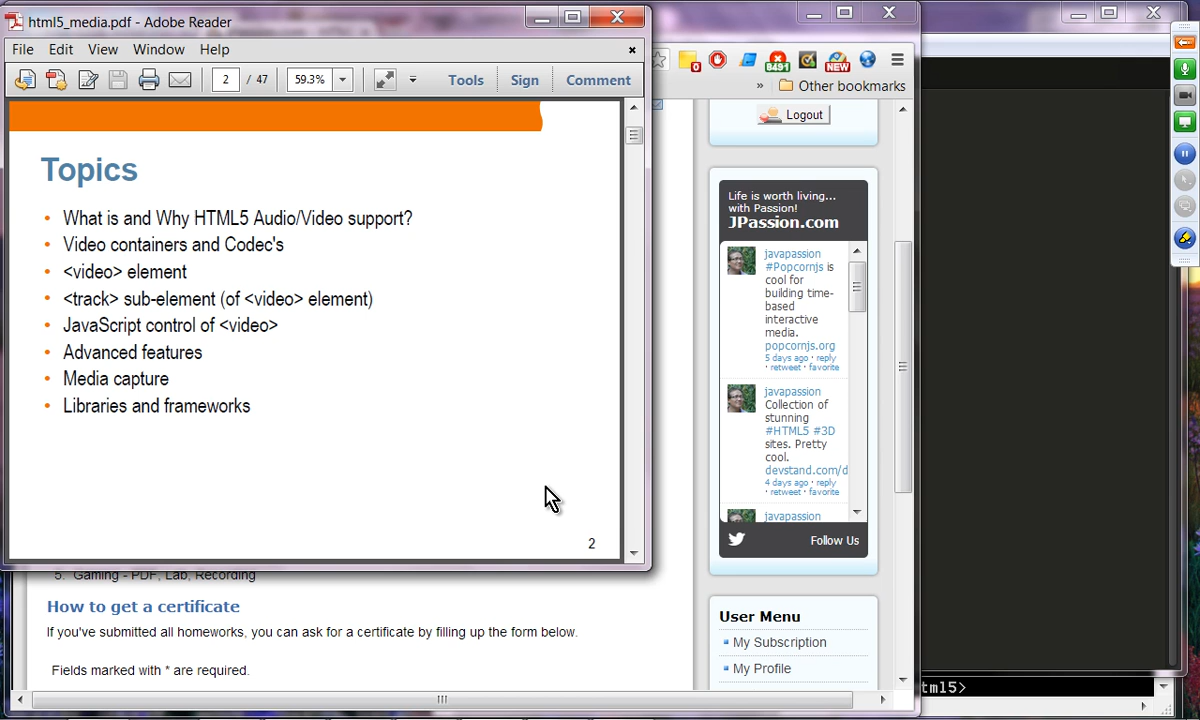 html5_media.pdf - Adobe Reader
File Edit View Window Help
2 / 47 59.3% Tools Sign Comment
Topics
• What is and Why HTML5 Audio/Video support?
• Video containers and Codec's
• <video> element
• <track> sub-element (of <video> element)
• JavaScript control of <video>
• Advanced features
• Media capture
• Libraries and frameworks
2
5. Gaming - PDF, Lab, Recording
How to get a certificate
If you've submitted all homeworks, you can ask for a certificate by filling up the form below.
Fields marked with * are required.
0 8491 NEW
» Other bookmarks
Logout
Life is worth living...
with Passion!
JPassion.com
javapassion
#Popcornjs is
cool for
building time-
based
interactive
media.
popcornjs.org
5 days ago · reply
· retweet · favorite
javapassion
Collection of
stunning
#HTML5 #3D
sites. Pretty
cool.
devstand.com/d
4 days ago · reply
· retweet · favorite
javapassion
Follow Us
User Menu
My Subscription
My Profile
tml5>